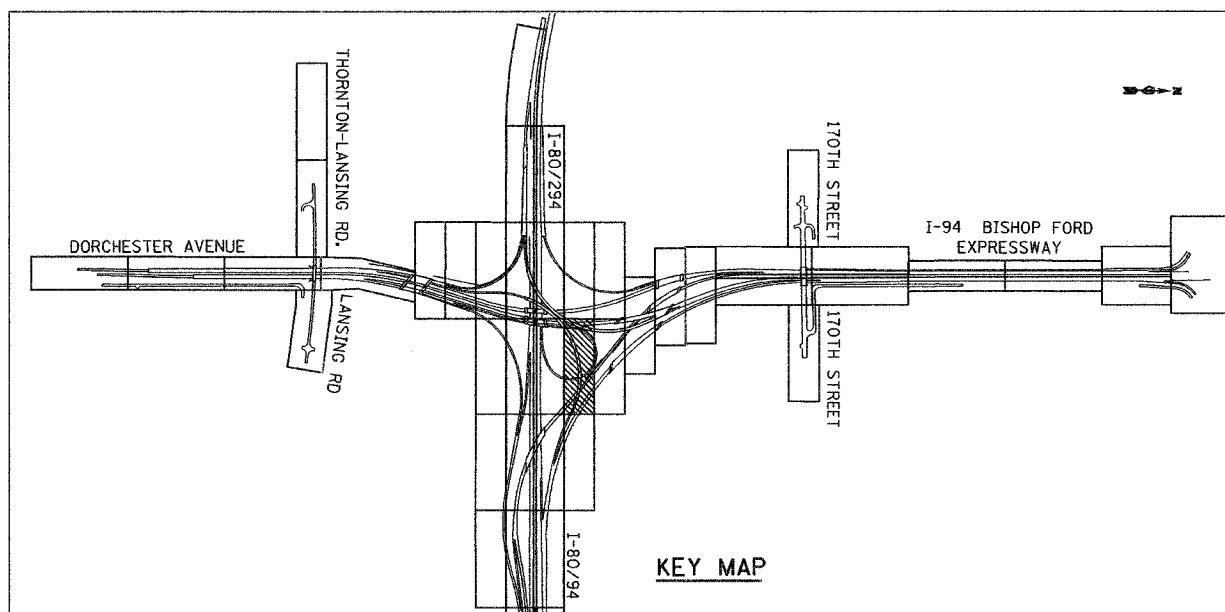 THORNTON-LANSING RD.
I-80/294
170TH STREET
N
DORCHESTER AVENUE
I-94 BISHOP FORD
EXPRESSWAY
LANSING RD
170TH STREET
I-80/94
KEY MAP